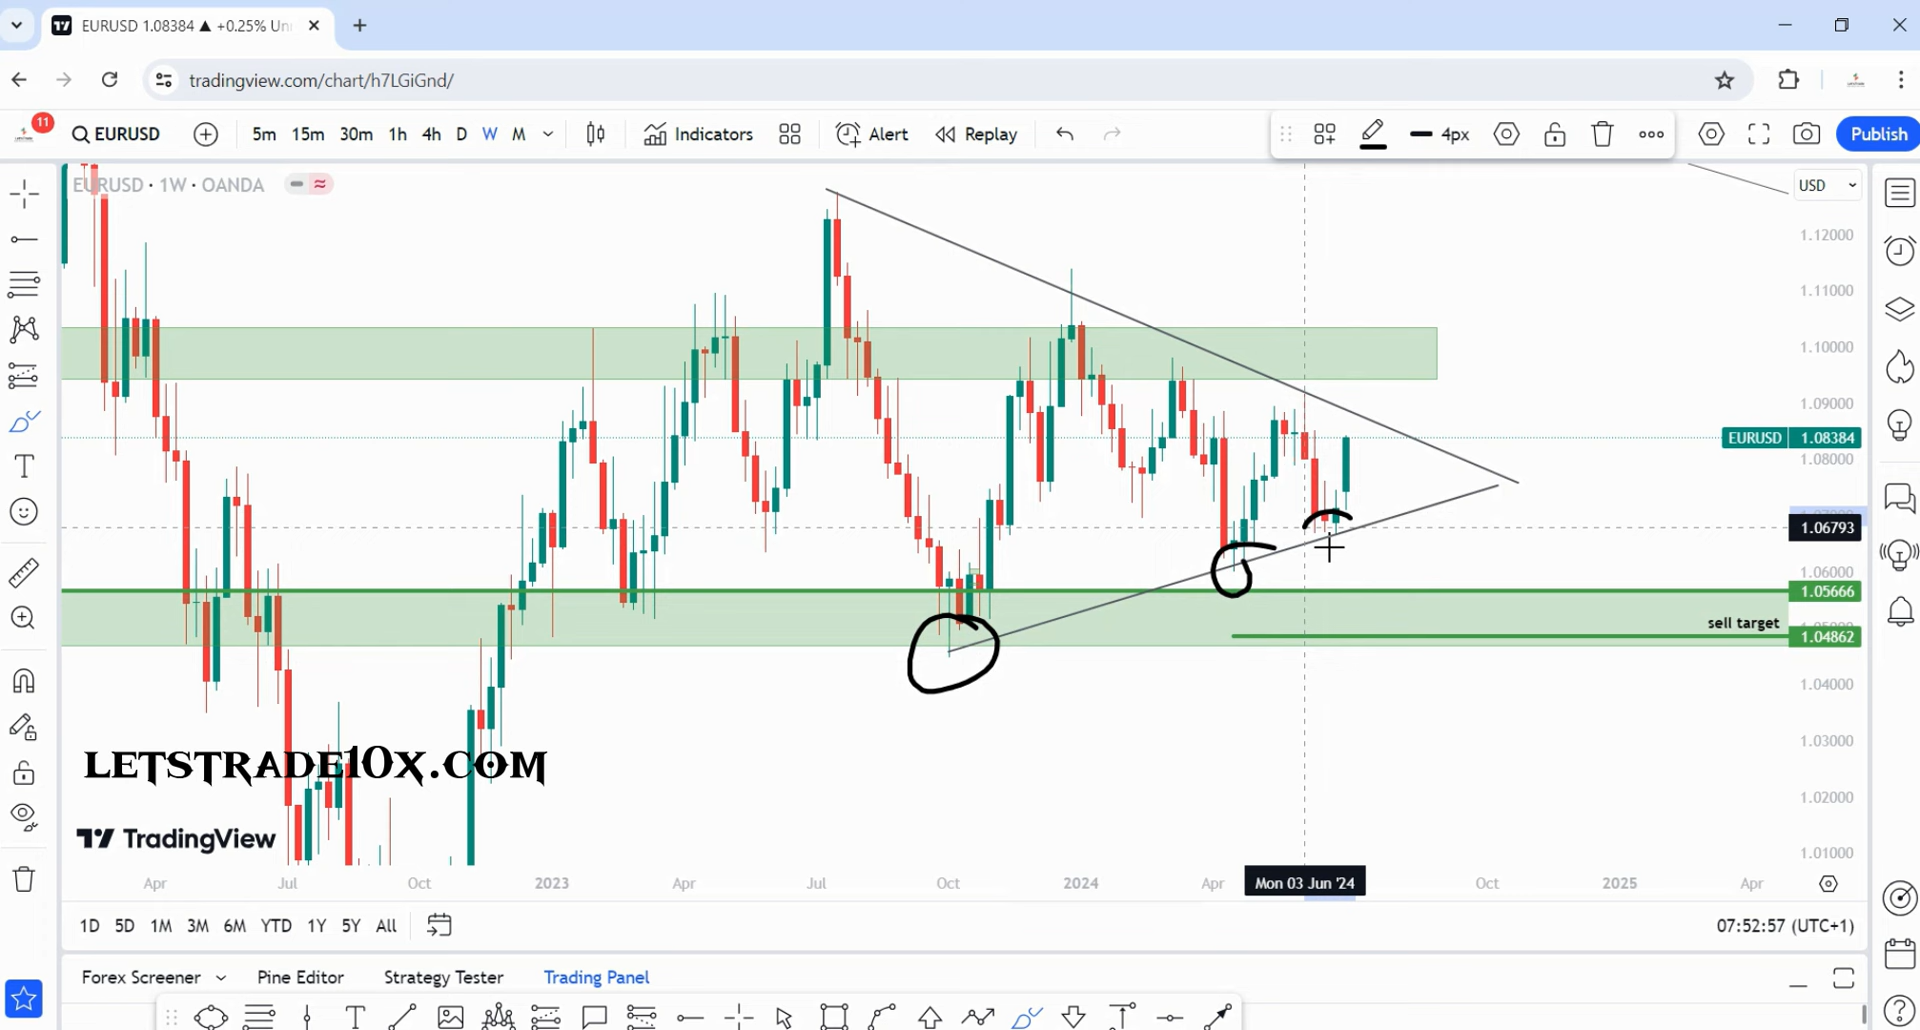 EURUSD 1.08384 ▲ +0.25% Un
tradingview.com/chart/h7LGiGnd/
11
EURUSD
5m 15m 30m 1h 4h D W M
Indicators
Alert
Replay
4px
Publish
EURUSD · 1W · OANDA
USD
1.12000
1.11000
1.10000
1.09000
EURUSD 1.08384
1.08000
1.06793
1.06000
1.05666
sell target
1.04862
1.04000
1.03000
1.02000
1.01000
LETSTRADE10X.COM
TradingView
Apr Jul Oct 2023 Apr Jul Oct 2024 Apr Mon 03 Jun '24 Oct 2025 Apr
1D 5D 1M 3M 6M YTD 1Y 5Y All
07:52:57 (UTC+1)
Forex Screener Pine Editor Strategy Tester Trading Panel